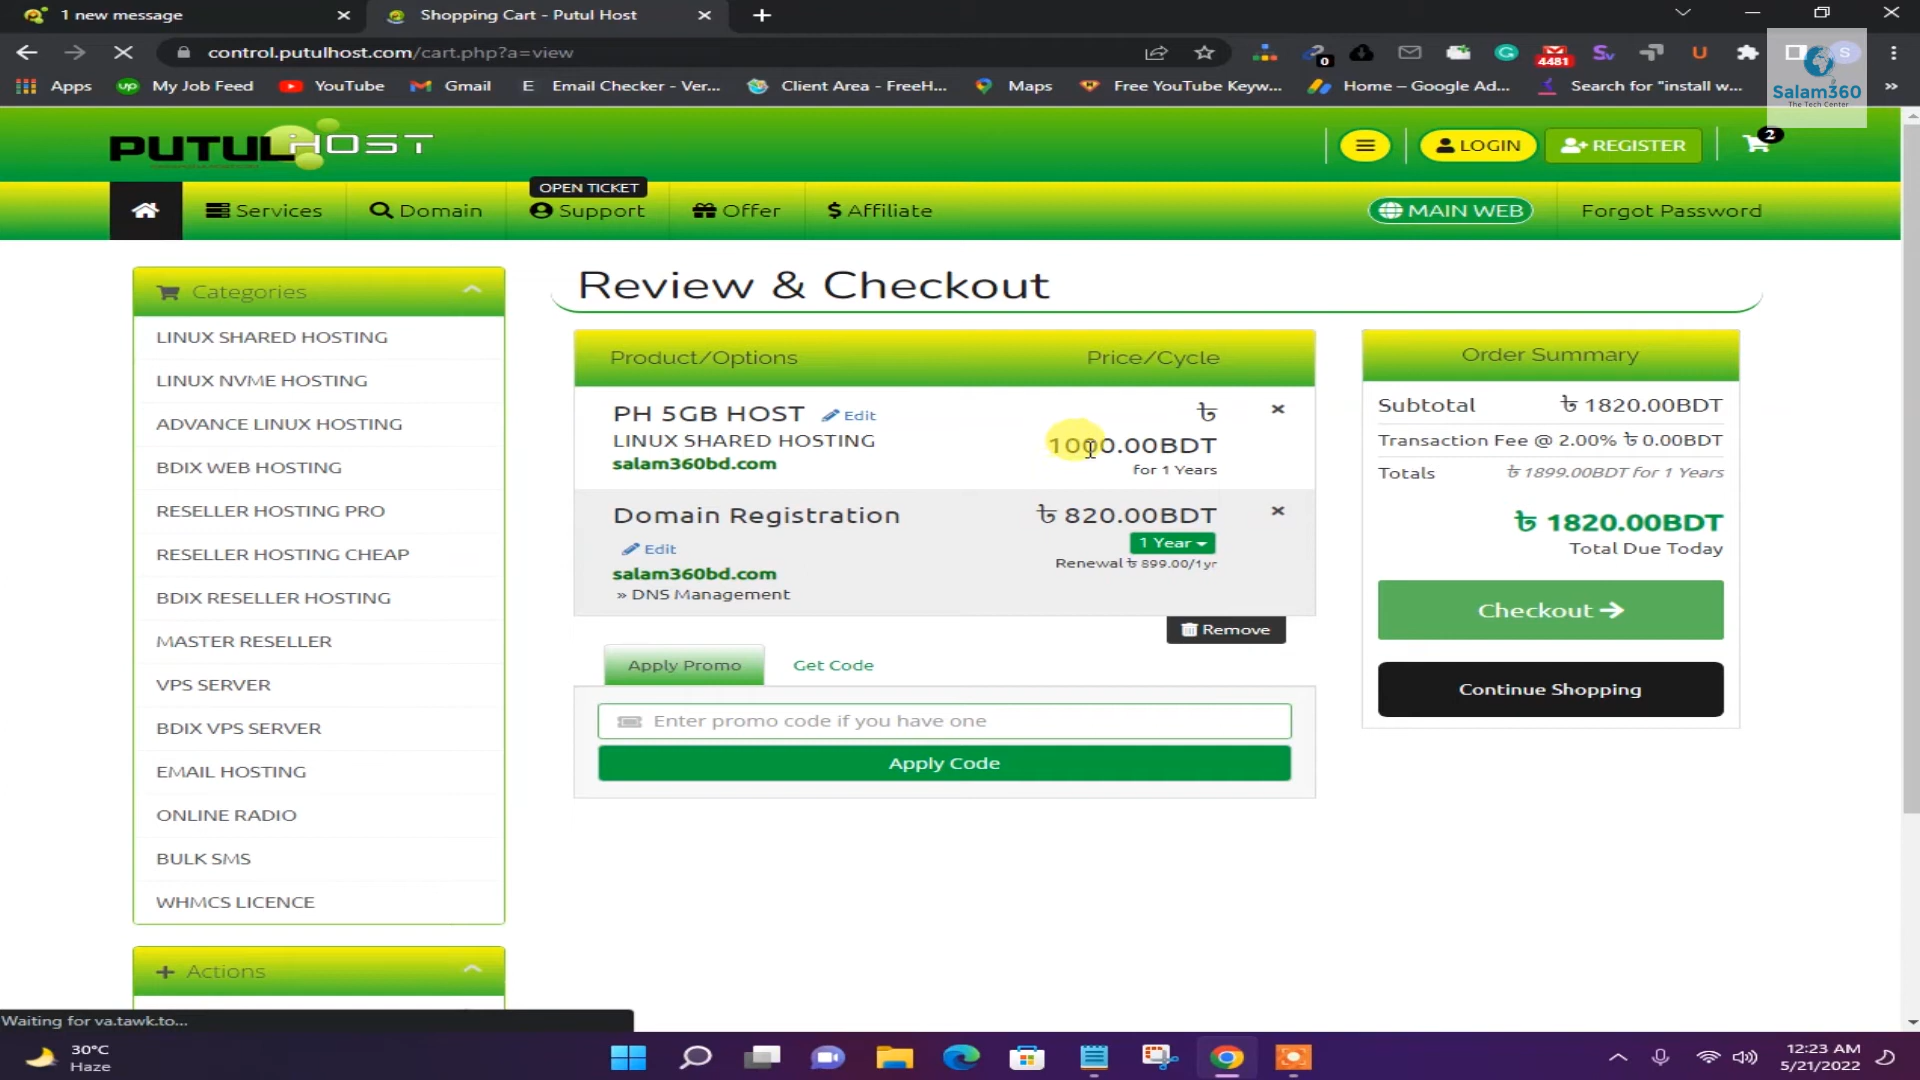 1 new message
Shopping Cart - Putul Host
control.putulhost.com/cart.php?a=view
0
4481
S
Apps
My Job Feed
YouTube
Gmail
Email Checker - Ver...
Client Area - FreeH...
Maps
Free YouTube Keyw...
Home – Google Ad...
Search for "install w...
»
Salam360
The Tech Center
PUTUL HOST
LOGIN
REGISTER
2
Services
Domain
OPEN TICKET
Support
Offer
$ Affiliate
MAIN WEB
Forgot Password
Categories
LINUX SHARED HOSTING
LINUX NVME HOSTING
ADVANCE LINUX HOSTING
BDIX WEB HOSTING
RESELLER HOSTING PRO
RESELLER HOSTING CHEAP
BDIX RESELLER HOSTING
MASTER RESELLER
VPS SERVER
BDIX VPS SERVER
EMAIL HOSTING
ONLINE RADIO
BULK SMS
WHMCS LICENCE
Actions
Review & Checkout
Product/Options
Price/Cycle
PH 5GB HOST
Edit
৳
LINUX SHARED HOSTING
1000.00BDT
salam360bd.com
for 1 Years
Domain Registration
৳ 820.00BDT
Edit
1 Year
Renewal ৳ 899.00/1yr
salam360bd.com
» DNS Management
Remove
Apply Promo
Get Code
Enter promo code if you have one
Apply Code
Order Summary
Subtotal
৳ 1820.00BDT
Transaction Fee @ 2.00% ৳ 0.00BDT
Totals
৳ 1899.00BDT for 1 Years
৳ 1820.00BDT
Total Due Today
Checkout
Continue Shopping
Waiting for va.tawk.to...
30°C
Haze
12:23 AM
5/21/2022